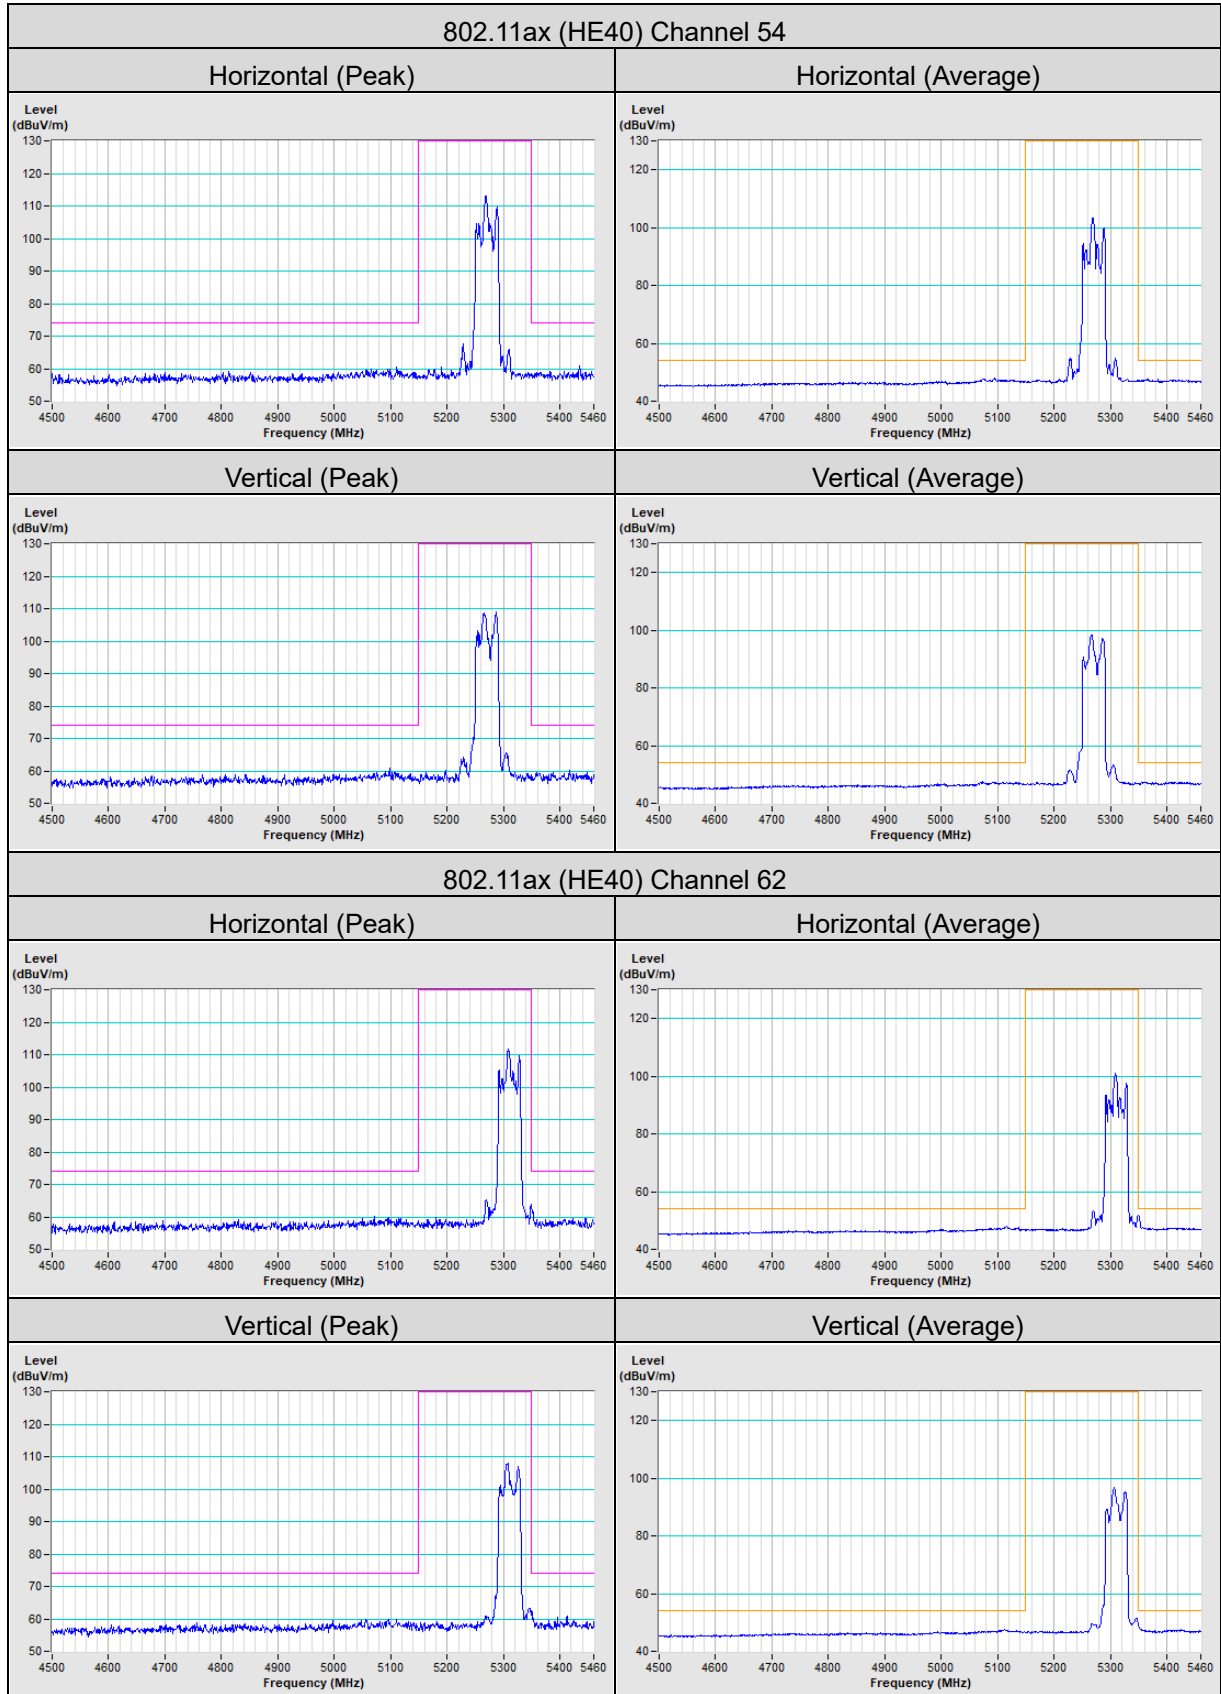 802.11ax (HE40) Channel 54
Horizontal (Peak)
Horizontal (Average)
Level
(dBuV/m)
130
120
110
100
90
80
70
60
50
4500 4600 4700 4800 4900 5000 5100 5200 5300 5400 5460
Frequency (MHz)
Level
(dBuV/m)
130
120
100
80
60
40
4500 4600 4700 4800 4900 5000 5100 5200 5300 5400 5460
Frequency (MHz)
Vertical (Peak)
Vertical (Average)
Level
(dBuV/m)
130
120
110
100
90
80
70
60
50
4500 4600 4700 4800 4900 5000 5100 5200 5300 5400 5460
Frequency (MHz)
Level
(dBuV/m)
130
120
100
80
60
40
4500 4600 4700 4800 4900 5000 5100 5200 5300 5400 5460
Frequency (MHz)
802.11ax (HE40) Channel 62
Horizontal (Peak)
Horizontal (Average)
Level
(dBuV/m)
130
120
110
100
90
80
70
60
50
4500 4600 4700 4800 4900 5000 5100 5200 5300 5400 5460
Frequency (MHz)
Level
(dBuV/m)
130
120
100
80
60
40
4500 4600 4700 4800 4900 5000 5100 5200 5300 5400 5460
Frequency (MHz)
Vertical (Peak)
Vertical (Average)
Level
(dBuV/m)
130
120
110
100
90
80
70
60
50
4500 4600 4700 4800 4900 5000 5100 5200 5300 5400 5460
Frequency (MHz)
Level
(dBuV/m)
130
120
100
80
60
40
4500 4600 4700 4800 4900 5000 5100 5200 5300 5400 5460
Frequency (MHz)